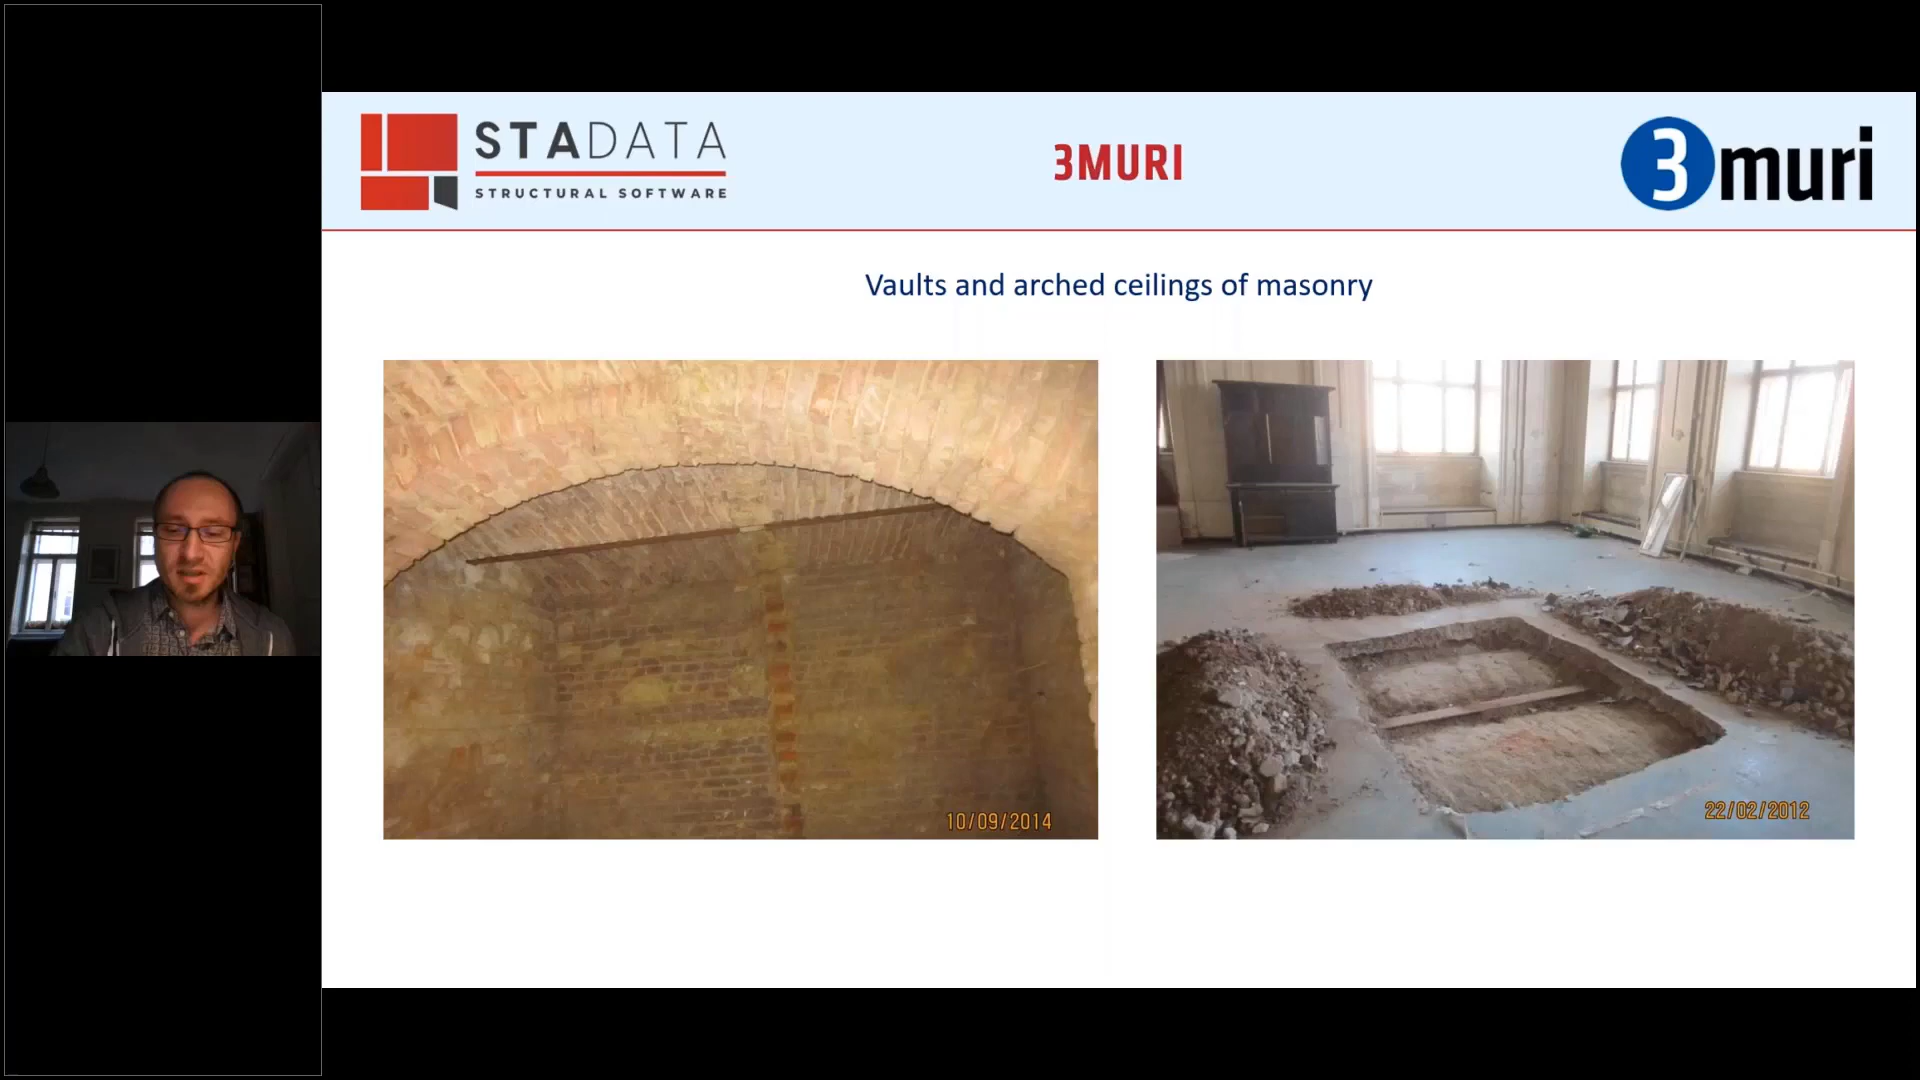 STADATA
STRUCTURAL SOFTWARE
3MURI
3muri
Vaults and arched ceilings of masonry
10/09/2014
22/02/2012